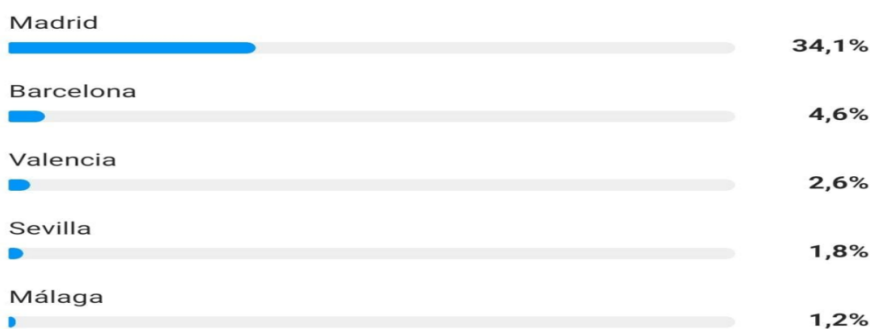 Madrid
34,1%
Barcelona
4,6%
Valencia
2,6%
Sevilla
1,8%
Málaga
1,2%